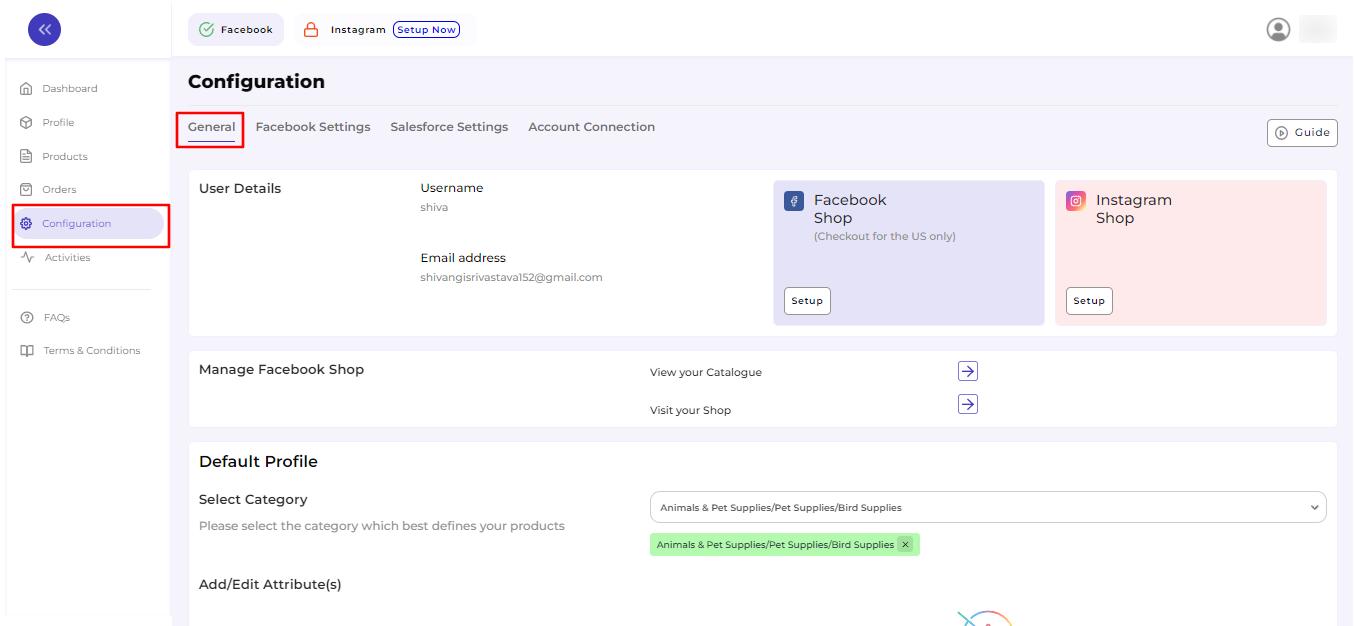 Facebook
Instagram Setup Now
Dashboard
Profile
Products
Orders
Configuration
Activities
FAQs
Terms & Conditions
Configuration
General Facebook Settings Salesforce Settings Account Connection
Guide
User Details
Username
shiva
Email address
shivangisrivastava152@gmail.com
Facebook
Shop
(Checkout for the US only)
Setup
Instagram
Shop
Setup
Manage Facebook Shop
View your Catalogue
Visit your Shop
Default Profile
Select Category
Please select the category which best defines your products
Animals & Pet Supplies/Pet Supplies/Bird Supplies
Animals & Pet Supplies/Pet Supplies/Bird Supplies
Add/Edit Attribute(s)